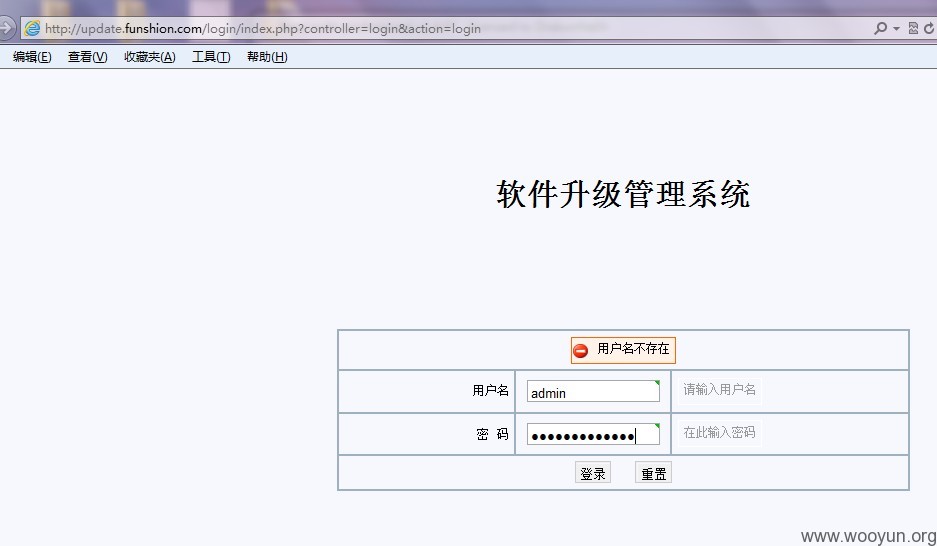 http://update.funshion.com/login/index.php?controller=login&action=login
编辑(E) 查看(V) 收藏夹(A) 工具(T) 帮助(H)
软件升级管理系统
用户名不存在
用户名 admin 请输入用户名
密 码 ●●●●●●●●●●●●● 在此输入密码
登录 重置
www.wooyun.org